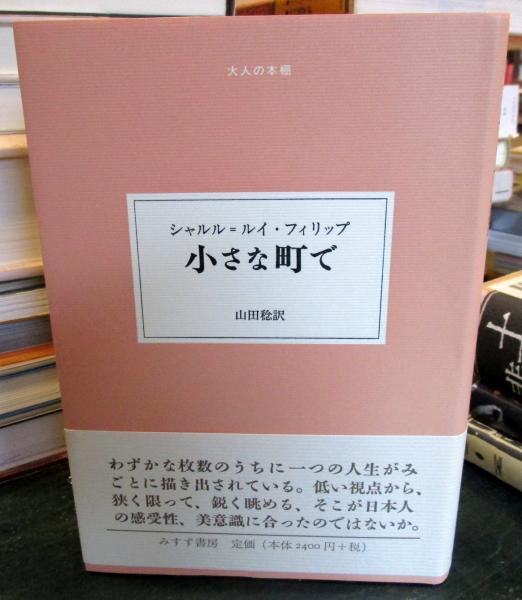 大人の本棚
シャルル=ルイ・フィリップ
小さな町で
山田稔訳
わずかな枚数のうちに一つの人生がみ
ごとに描き出されている。低い視点から、
狭く限って、鋭く眺める、そこが日本人
の感受性、美意識に合ったのではないか。
みすず書房 定価(本体2400円+税)